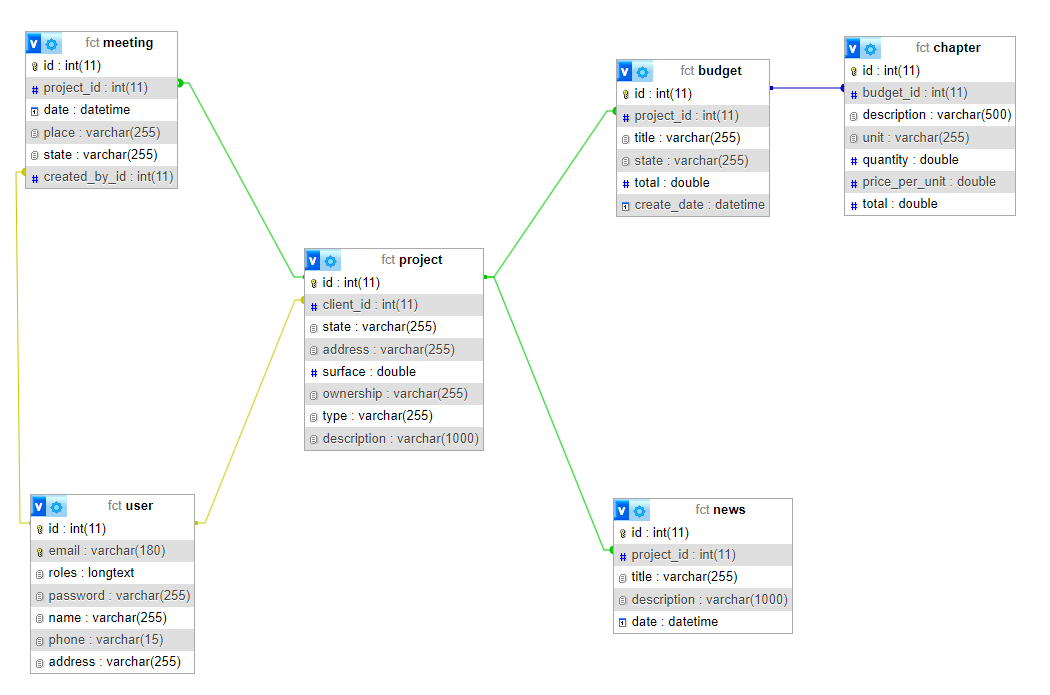 v fct meeting
id : int(11)
# project_id : int(11)
date : datetime
place : varchar(255)
state : varchar(255)
# created_by_id : int(11)
v fct budget
id : int(11)
# project_id : int(11)
title : varchar(255)
state : varchar(255)
# total : double
create_date : datetime
v fct chapter
id : int(11)
# budget_id : int(11)
description : varchar(500)
unit : varchar(255)
# quantity : double
# price_per_unit : double
# total : double
v fct project
id : int(11)
# client_id : int(11)
state : varchar(255)
address : varchar(255)
# surface : double
ownership : varchar(255)
type : varchar(255)
description : varchar(1000)
v fct user
id : int(11)
email : varchar(180)
roles : longtext
password : varchar(255)
name : varchar(255)
phone : varchar(15)
address : varchar(255)
v fct news
id : int(11)
# project_id : int(11)
title : varchar(255)
description : varchar(1000)
date : datetime